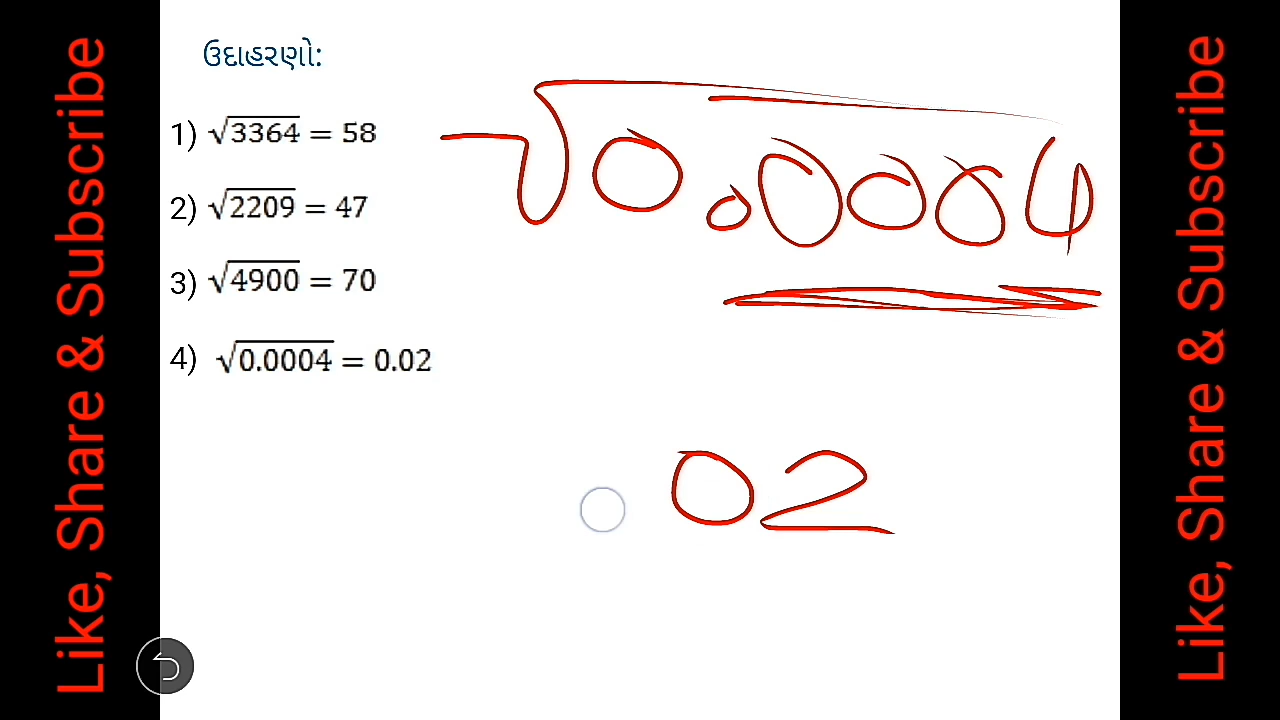 Like, Share & Subscribe
ઉદાહરણો:
1) √3364 = 58
2) √2209 = 47
3) √4900 = 70
4) √0.0004 = 0.02
√0.0004
02
Like, Share & Subscribe